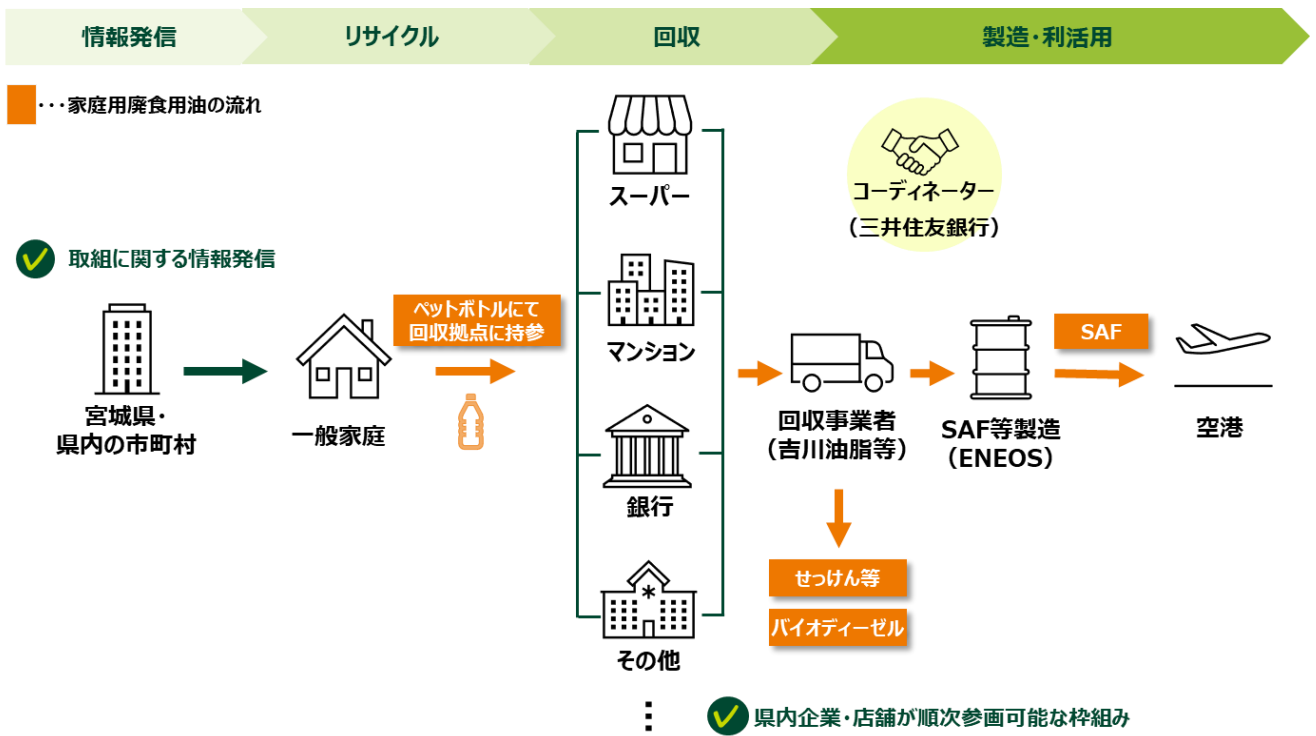 情報発信
リサイクル
回収
製造・利活用
・・・家庭用廃食用油の流れ
取組に関する情報発信
宮城県・
県内の市町村
一般家庭
ペットボトルにて
回収拠点に持参
スーパー
マンション
銀行
その他
コーディネーター
（三井住友銀行）
回収事業者
（吉川油脂等）
SAF等製造
（ENEOS）
SAF
空港
せっけん等
バイオディーゼル
県内企業・店舗が順次参画可能な枠組み